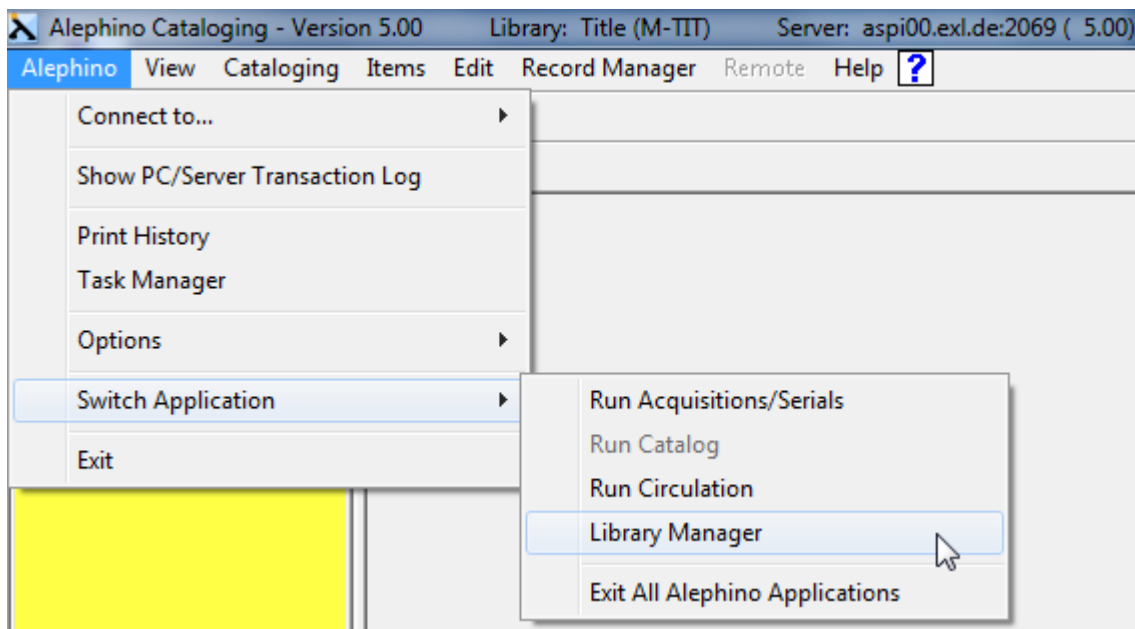 Alephino Cataloging - Version 5.00 Library: Title (M-TIT) Server: aspi00.exl.de:2069 ( 5.00)
Alephino View Cataloging Items Edit Record Manager Remote Help ?
Connect to...
Show PC/Server Transaction Log
Print History
Task Manager
Options
Switch Application
Exit
Run Acquisitions/Serials
Run Catalog
Run Circulation
Library Manager
Exit All Alephino Applications